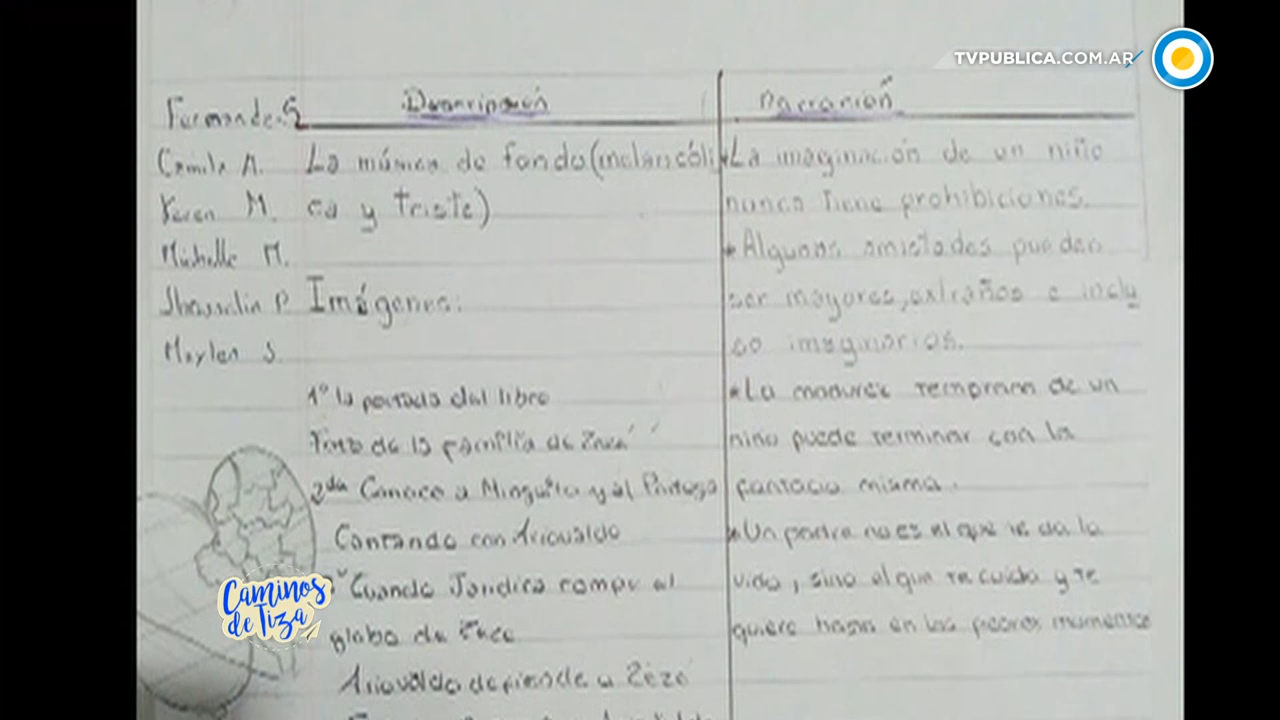 TVPUBLICA.COM.AR
Descripción
Narración
Camila A.
Karen M.
Michelle M.
P.
Maylen S.
La música de fondo (melancóli
ca y triste)
Imágenes:
1° la portada del libro
Foto de la familia de Zezé
2da Conoce a Minguito y al Portuga
Cantando con Ariovaldo
Cuando Jandira rompe el
globo de Zeze
Ariovaldo defiende a Zezé
*La imaginación de un niño
nunca tiene prohibiciones.
*Algunas amistades pueden
ser mayores, extraños e inclu
so imaginarios.
*La madurez temprana de un
niño puede terminar con la
fantacia misma.
*Un padre no es el que te da la
vida, sino el que te cuida y te
quiere hasta en los peores momentos
Caminos
de Tiza